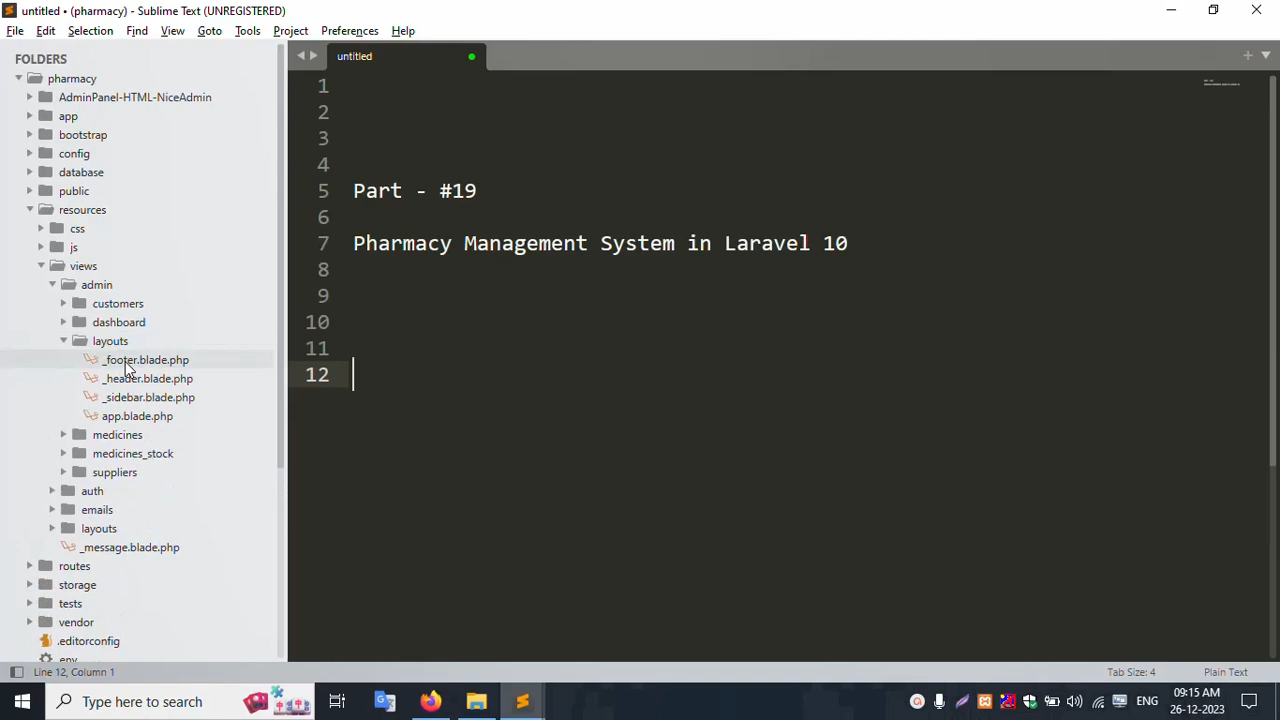 untitled • (pharmacy) - Sublime Text (UNREGISTERED)
File Edit Selection Find View Goto Tools Project Preferences Help
FOLDERS
pharmacy
AdminPanel-HTML-NiceAdmin
app
bootstrap
config
database
public
resources
css
js
views
admin
customers
dashboard
layouts
_footer.blade.php
_header.blade.php
_sidebar.blade.php
app.blade.php
medicines
medicines_stock
suppliers
auth
emails
layouts
_message.blade.php
routes
storage
tests
vendor
.editorconfig
.env
untitled
1
2
3
4
5 Part - #19
6
7 Pharmacy Management System in Laravel 10
8
9
10
11
12
Line 12, Column 1
Tab Size: 4
Plain Text
Type here to search
ENG
09:15 AM
26-12-2023